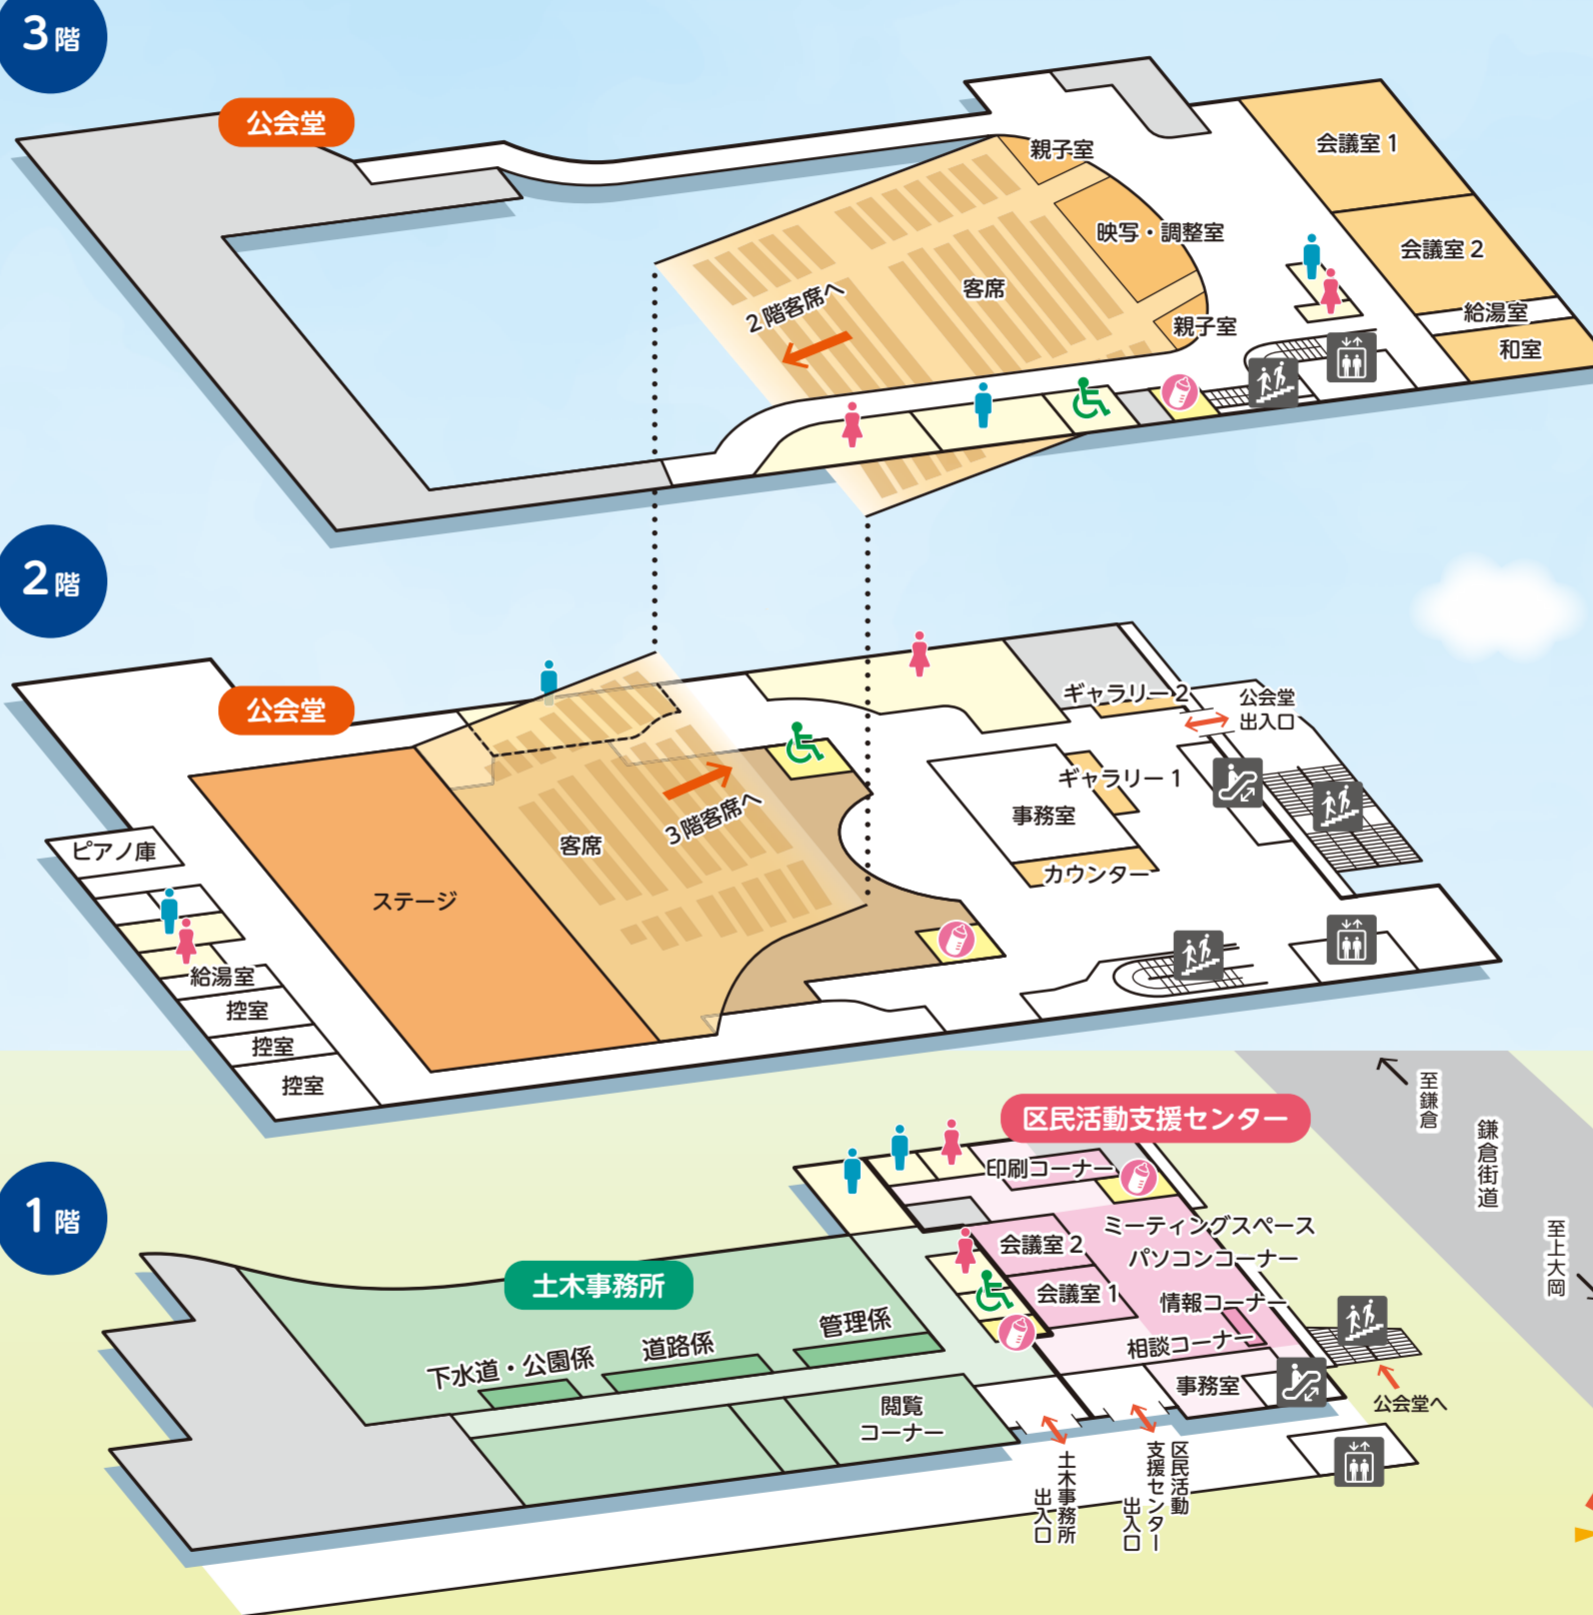 3階
公会堂
親子室
映写・調整室
客席
2階客席へ
親子室
会議室1
会議室2
給湯室
和室
2階
公会堂
ギャラリー2
公会堂
出入口
ギャラリー1
事務室
カウンター
3階客席へ
客席
ステージ
ピアノ庫
給湯室
控室
控室
控室
1階
区民活動支援センター
印刷コーナー
ミーティングスペース
パソコンコーナー
会議室2
会議室1
情報コーナー
相談コーナー
事務室
土木事務所
管理係
道路係
下水道・公園係
閲覧
コーナー
土木事務所
出入口
区民活動
支援センター
出入口
公会堂へ
至鎌倉
鎌倉街道
至上大岡